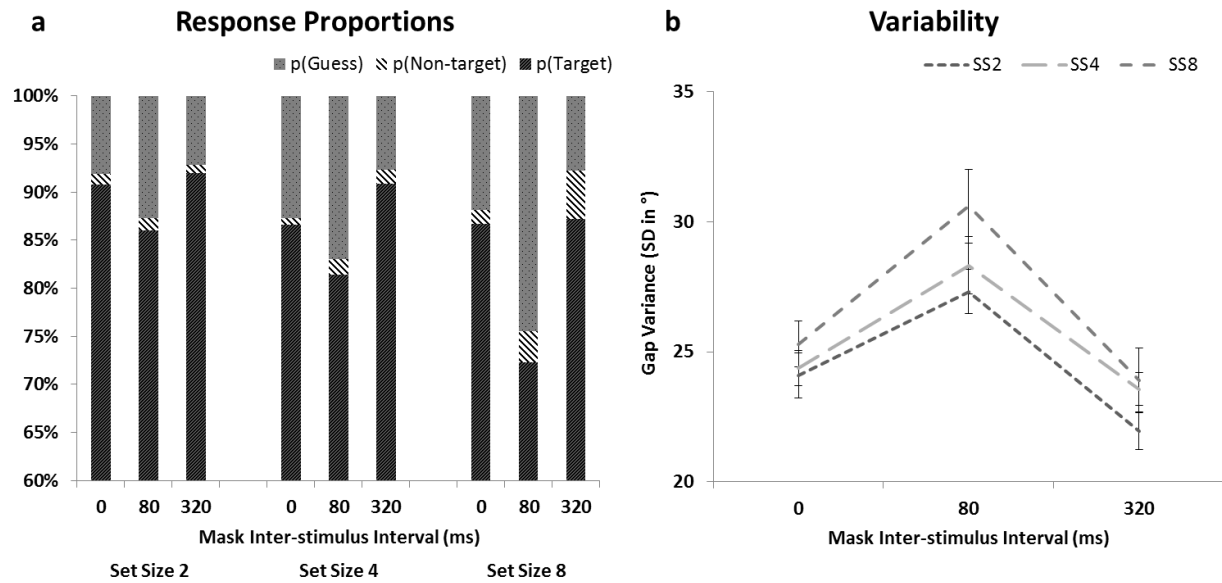 a Response Proportions
p(Guess) p(Non-target) p(Target)
100%
95%
90%
85%
80%
75%
70%
65%
60%
0 80 320 0 80 320 0 80 320
Mask Inter-stimulus Interval (ms)
Set Size 2 Set Size 4 Set Size 8
b Variability
SS2 SS4 SS8
35
30
25
20
Gap Variance (SD in °)
0 80 320
Mask Inter-stimulus Interval (ms)